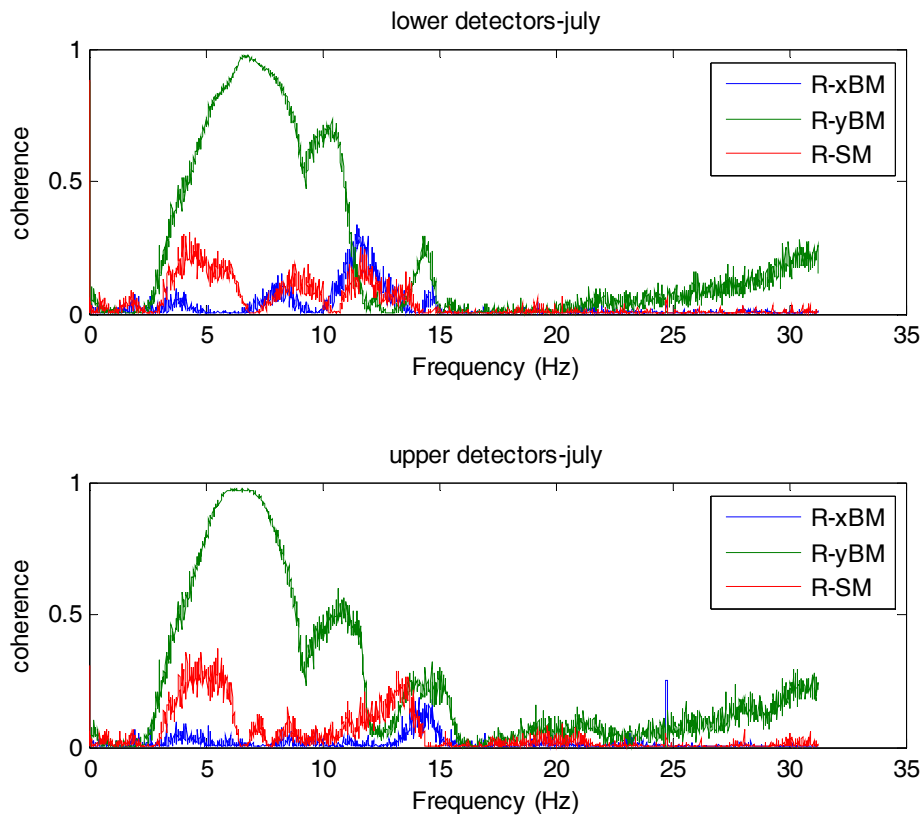 lower detectors-july
1
0.5
0
coherence
R-xBM
R-yBM
R-SM
0 5 10 15 20 25 30 35
Frequency (Hz)
upper detectors-july
1
0.5
0
coherence
R-xBM
R-yBM
R-SM
0 5 10 15 20 25 30 35
Frequency (Hz)